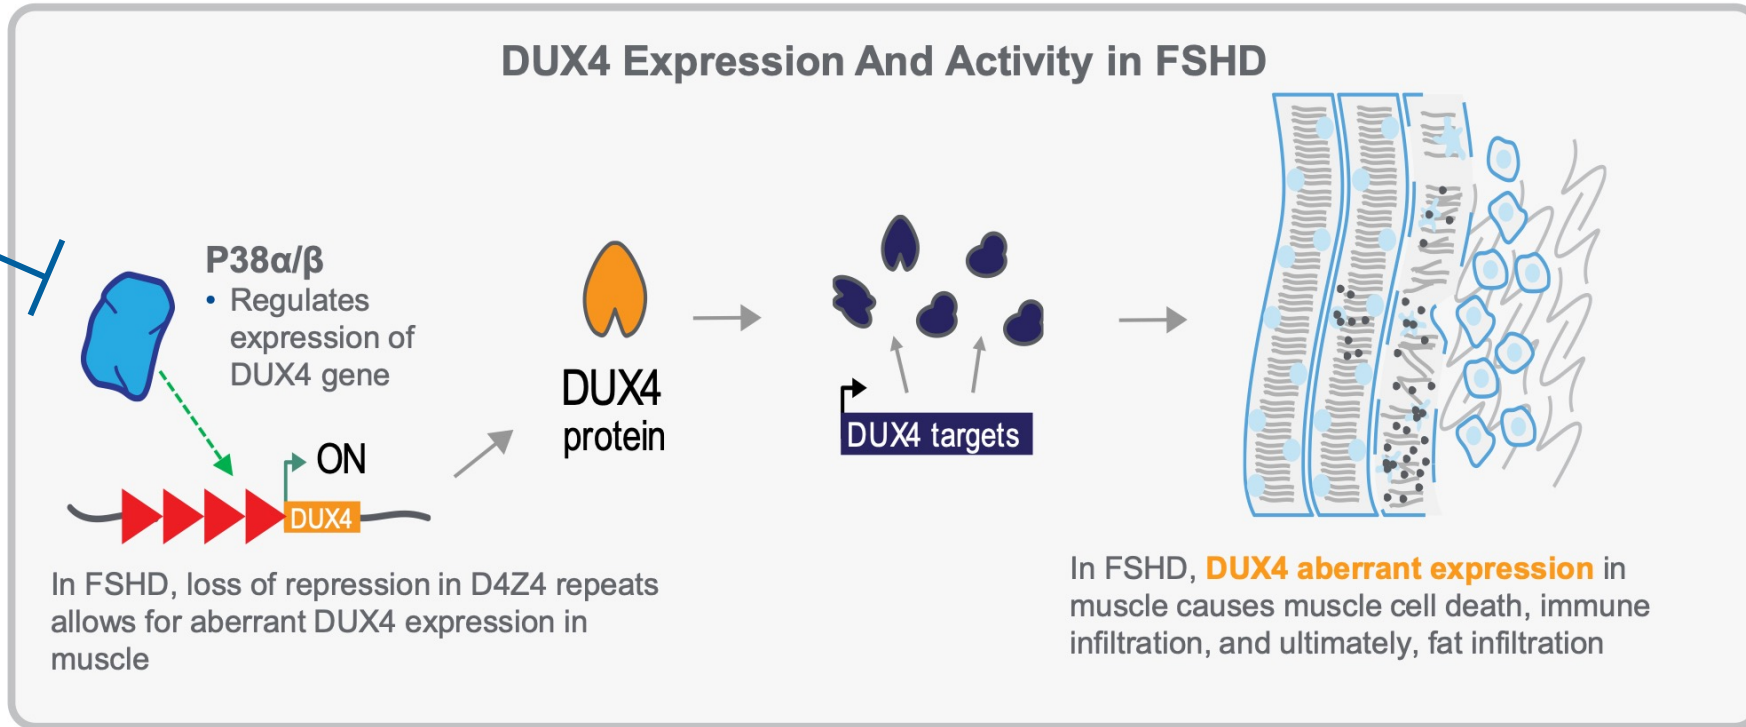 DUX4 Expression And Activity in FSHD
P38α/β
• Regulates
expression of
DUX4 gene
ON
DUX4
In FSHD, loss of repression in D4Z4 repeats
allows for aberrant DUX4 expression in
muscle
DUX4
protein
DUX4 targets
In FSHD, DUX4 aberrant expression in
muscle causes muscle cell death, immune
infiltration, and ultimately, fat infiltration